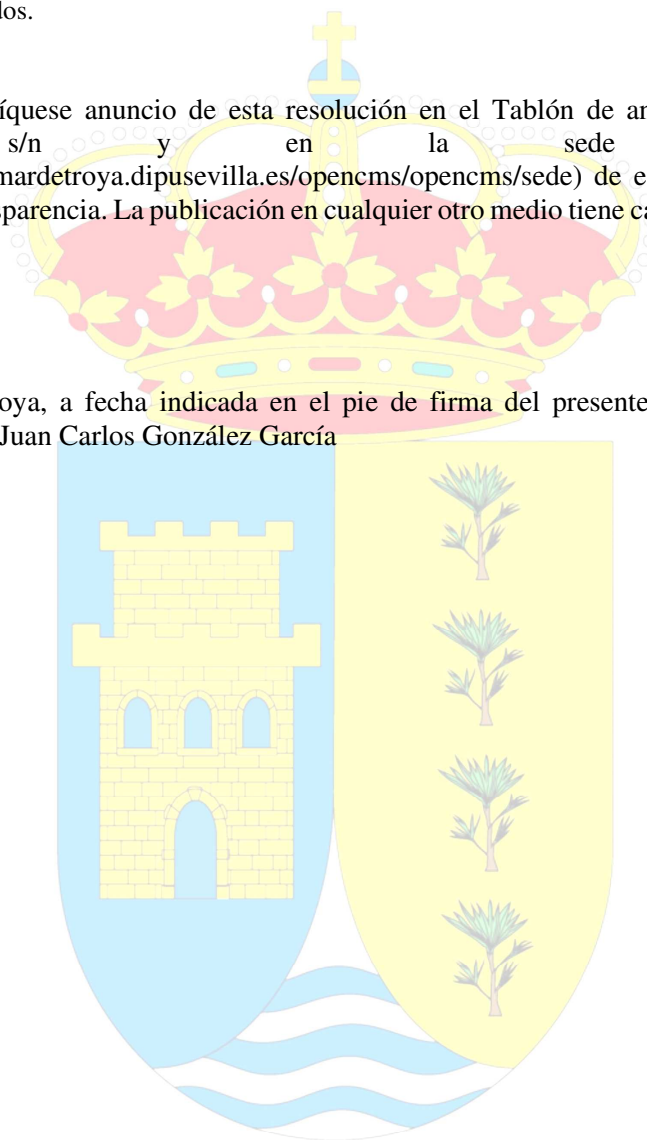 dos.
íquese anuncio de esta resolución en el Tablón de an
s/n y en la sede
mardetroya.dipusevilla.es/opencms/opencms/sede) de e
sparencia. La publicación en cualquier otro medio tiene ca
oya, a fecha indicada en el pie de firma del presente
Juan Carlos González García